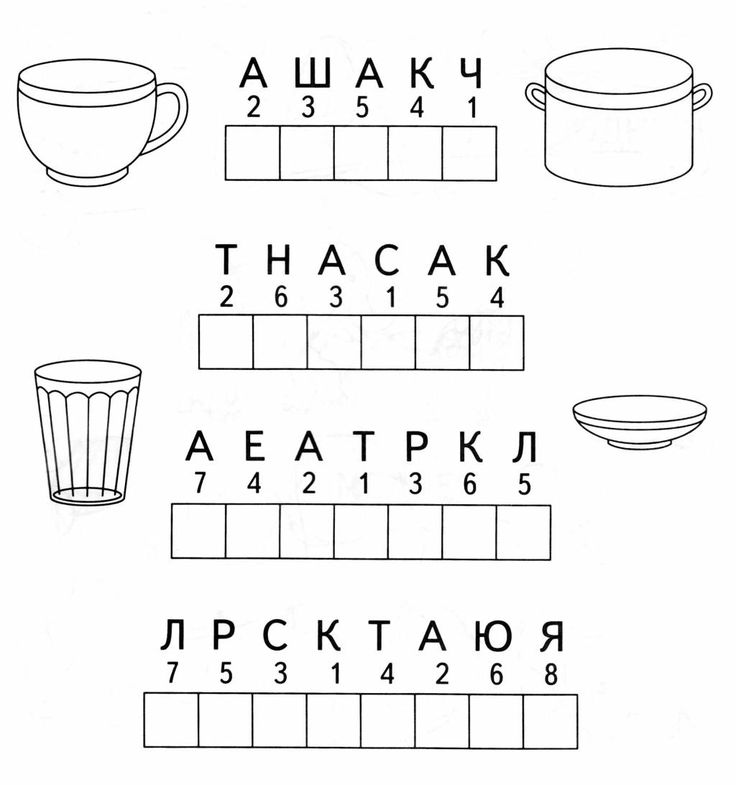 А Ш А К Ч
2 3 5 4 1
Т Н А С А К
2 6 3 1 5 4
А Е А Т Р К Л
7 4 2 1 3 6 5
Л Р С К Т А Ю Я
7 5 3 1 4 2 6 8